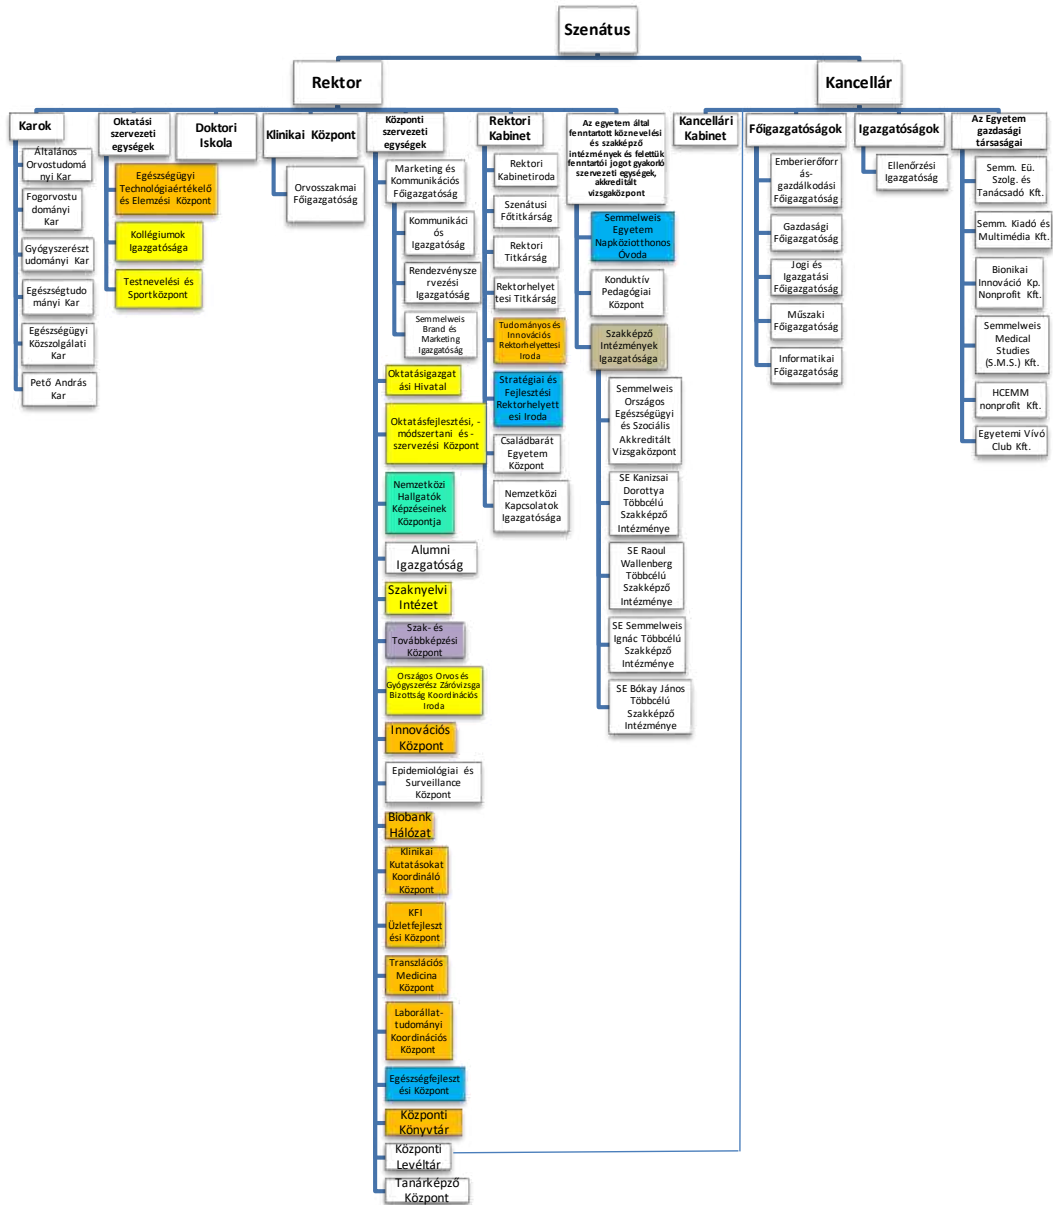 Szenátus
Rektor
Kancellár
Karok
Általános
Orvostudomá
nyi Kar
Fogorvostu
dományi
Kar
Gyógyszerészt
udományi Kar
Egészségtudo
mányi Kar
Egészségügyi
Közszolgálati
Kar
Pető András
Kar
Oktatási
szervezeti
egységek
Egészségügyi
Technológiaértékelő
és Elemzési Központ
Kollégiumok
Igazgatósága
Testnevelési és
Sportközpont
Doktori
Iskola
Klinikai Központ
Orvosszakmai
Főigazgatóság
Központi
szervezeti
egységek
Marketing és
Kommunikációs
Főigazgatóság
Kommunikáci
ós
Igazgatóság
Rendezvénysze
rvezési
Igazgatóság
Semmelweis
Brand és
Marketing
Igazgatóság
Oktatásigazgat
ási Hivatal
Oktatásfejlesztési, -
módszertani és -
szervezési Központ
Nemzetközi
Hallgatók
Képzéseinek
Központja
Alumni
Igazgatóság
Szaknyelvi
Intézet
Szak- és
Továbbképzési
Központ
Országos Orvos és
Gyógyszerész Záróvizsga
Bizottság Koordinációs
Iroda
Innovációs
Központ
Epidemiológiai és
Surveillance
Központ
Biobank
Hálózat
Klinikai
Kutatásokat
Koordináló
Központ
KFI
Üzletfejleszt
ési Központ
Transzlációs
Medicina
Központ
Laborállat-
tudományi
Koordinációs
Központ
Egészségfejleszt
ési Központ
Központi
Könyvtár
Központi
Levéltár
Tanárképző
Központ
Rektori
Kabinet
Rektori
Kabinetiroda
Szenátusi
Főtitkárság
Rektori
Titkárság
Rektorhelyet
tesi Titkárság
Tudományos és
Innovációs
Rektorhelyettesi
Iroda
Stratégiai és
Fejlesztési
Rektorhelyett
esi Iroda
Családbarát
Egyetem
Központ
Nemzetközi
Kapcsolatok
Igazgatósága
Az egyetem által
fenntartott köznevelési
és szakképző
intézmények és felettük
fenntartói jogot gyakorló
szervezeti egységek,
akkreditált
vizsgaközpont
Semmelweis
Egyetem
Napköziotthonos
Óvoda
Konduktív
Pedagógiai
Központ
Szakképző
Intézmények
Igazgatósága
Semmelweis
Országos
Egészségügyi
és Szociális
Akkreditált
Vizsgaközpont
SE Kanizsai
Dorottya
Többcélú
Szakképző
Intézménye
SE Raoul
Wallenberg
Többcélú
Szakképző
Intézménye
SE Semmelweis
Ignác Többcélú
Szakképző
Intézménye
SE Bókay János
Többcélú
Szakképző
Intézménye
Kancellári
Kabinet
Főigazgatóságok
Emberierőforr
ás-
gazdálkodási
Főigazgatóság
Gazdasági
Főigazgatóság
Jogi és
Igazgatási
Főigazgatóság
Műszaki
Főigazgatóság
Informatikai
Főigazgatóság
Igazgatóságok
Ellenőrzési
Igazgatóság
Az Egyetem
gazdasági
társaságai
Semm. Eü.
Szolg. és
Tanácsadó Kft.
Semm. Kiadó és
Multimédia Kft.
Bionikai
Innováció Kp.
Nonprofit Kft.
Semmelweis
Medical
Studies
(S.M.S.) Kft.
HCEMM
nonprofit Kft.
Egyetemi Vívó
Club Kft.